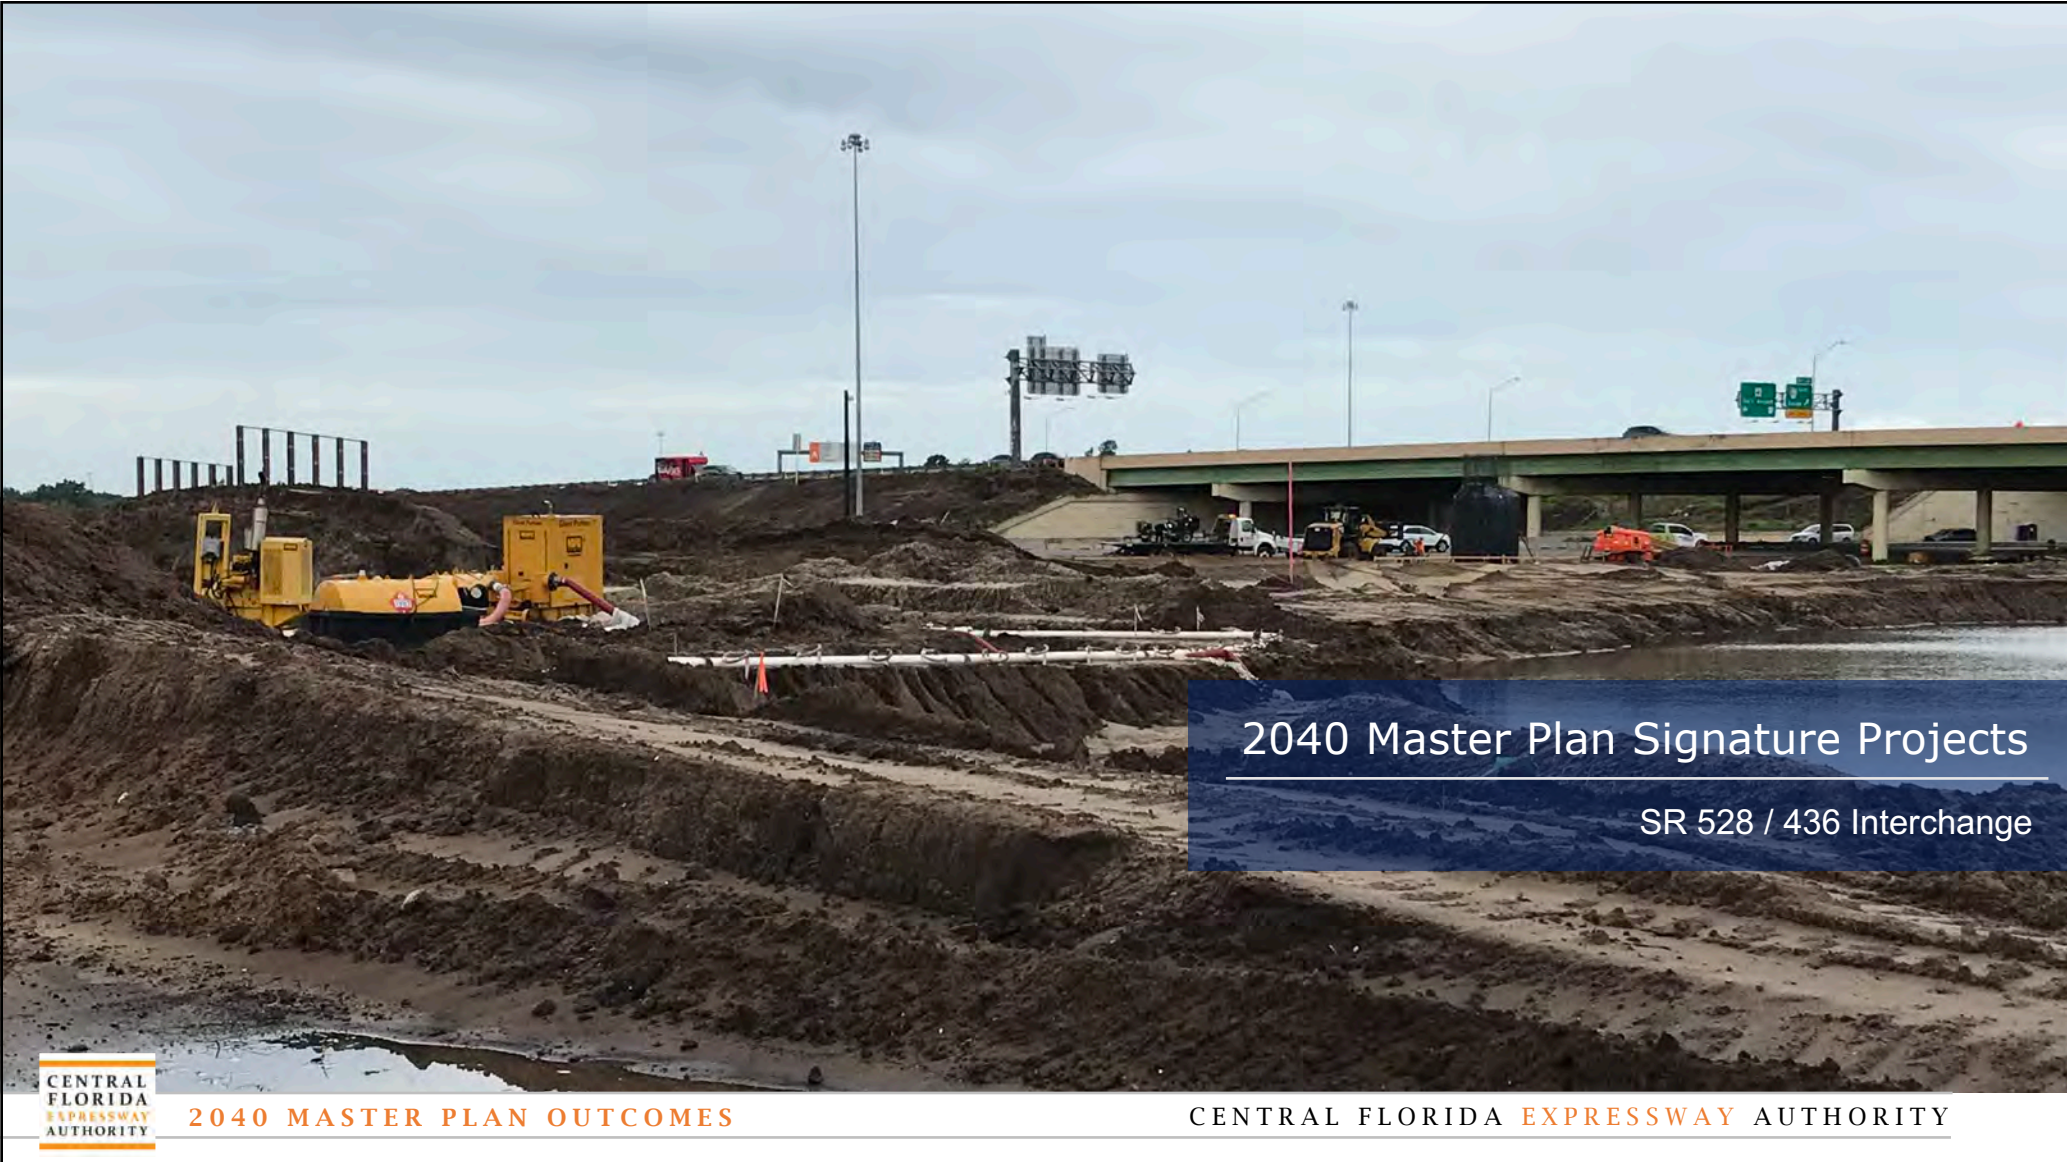 2040 Master Plan Signature Projects
SR 528 / 436 Interchange
CENTRAL
FLORIDA
EXPRESSWAY
AUTHORITY
2040 MASTER PLAN OUTCOMES
CENTRAL FLORIDA EXPRESSWAY AUTHORITY